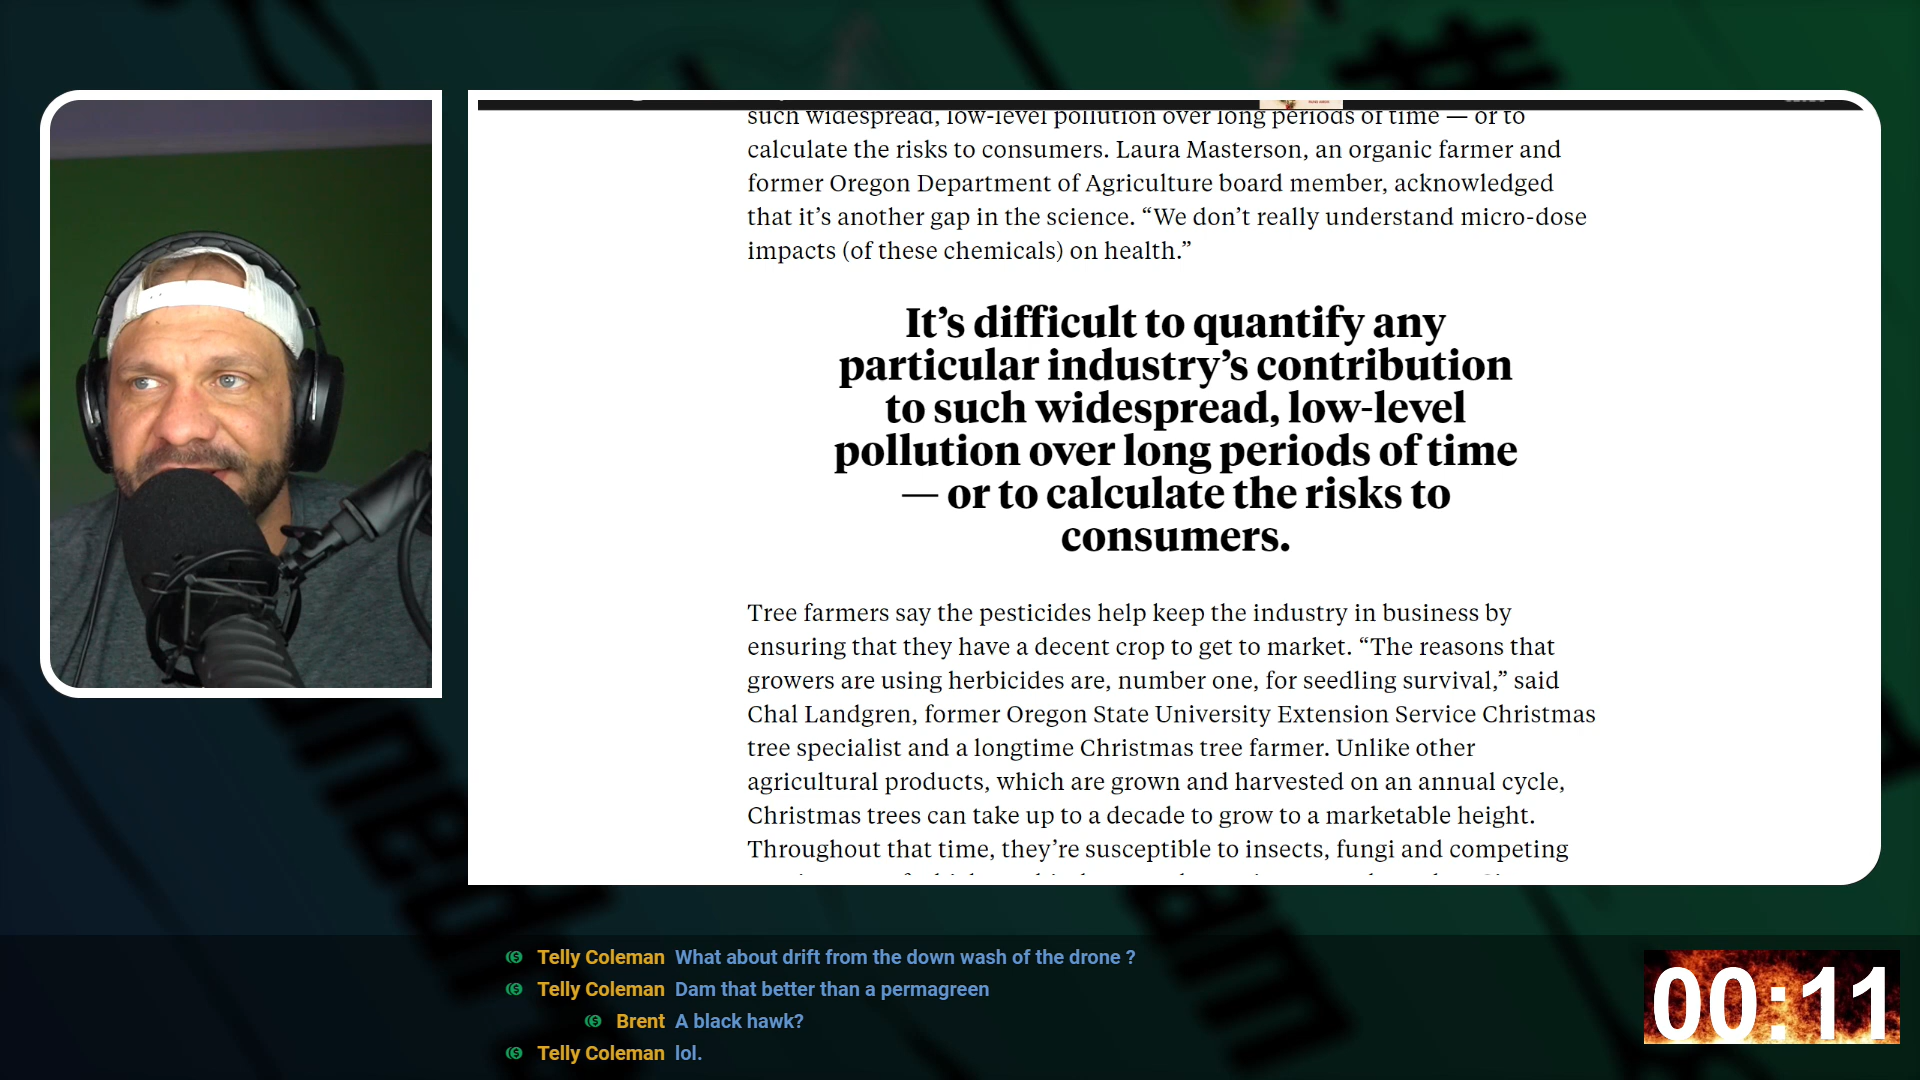 such widespread, low-level pollution over long periods of time — or to
calculate the risks to consumers. Laura Masterson, an organic farmer and
former Oregon Department of Agriculture board member, acknowledged
that it’s another gap in the science. “We don’t really understand micro-dose
impacts (of these chemicals) on health.”
It’s difficult to quantify any
particular industry’s contribution
to such widespread, low-level
pollution over long periods of time
— or to calculate the risks to
consumers.
Tree farmers say the pesticides help keep the industry in business by
ensuring that they have a decent crop to get to market. “The reasons that
growers are using herbicides are, number one, for seedling survival,” said
Chal Landgren, former Oregon State University Extension Service Christmas
tree specialist and a longtime Christmas tree farmer. Unlike other
agricultural products, which are grown and harvested on an annual cycle,
Christmas trees can take up to a decade to grow to a marketable height.
Throughout that time, they’re susceptible to insects, fungi and competing
Telly Coleman What about drift from the down wash of the drone ?
Telly Coleman Dam that better than a permagreen
Brent A black hawk?
Telly Coleman lol.
00:11